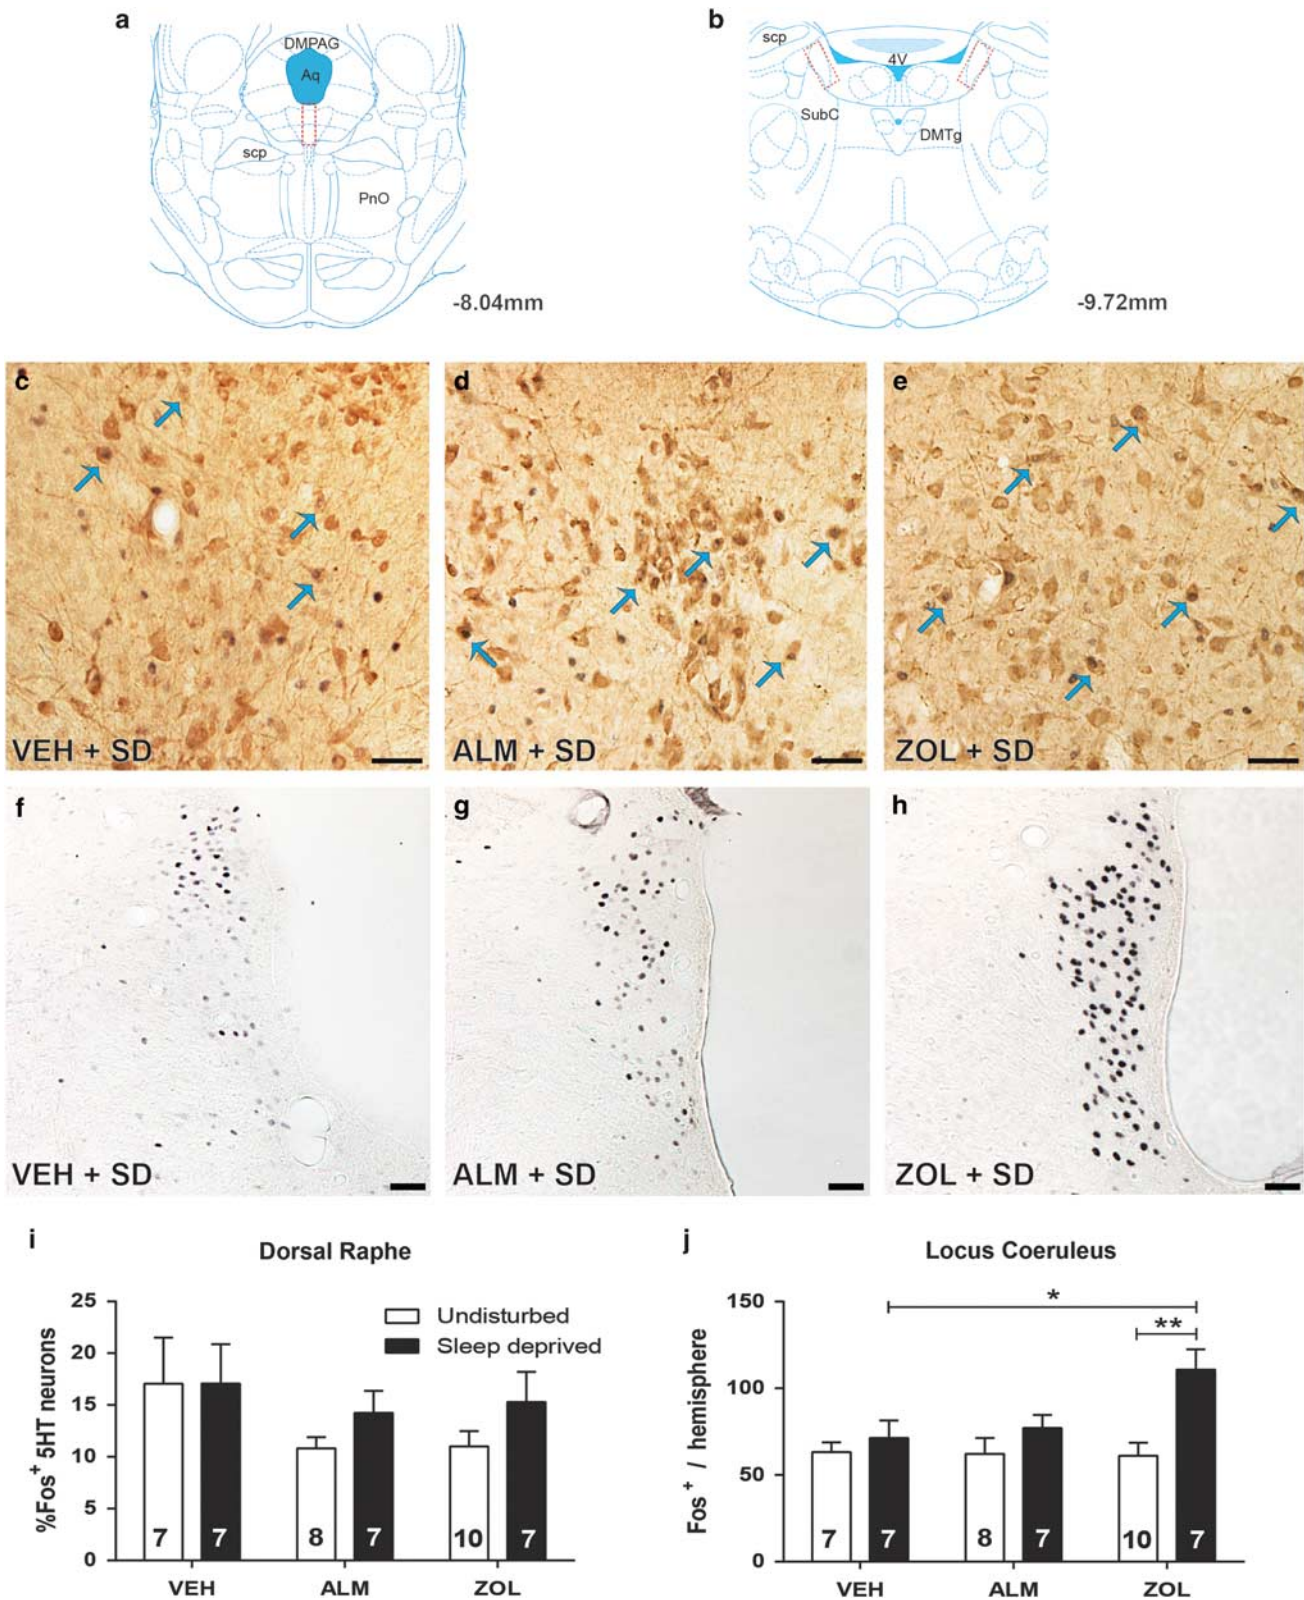 a
DMPAG
Aq
scp
PnO
-8.04mm
b
scp
4V
SubC
DMTg
-9.72mm
c
VEH + SD
d
ALM + SD
e
ZOL + SD
f
VEH + SD
g
ALM + SD
h
ZOL + SD
i
Dorsal Raphe
%Fos+ 5HT neurons
25
20
15
10
5
0
Undisturbed
Sleep deprived
7
7
8
7
10
7
VEH
ALM
ZOL
j
Locus Coeruleus
Fos + / hemisphere
150
100
50
0
*
**
7
7
8
7
10
7
VEH
ALM
ZOL